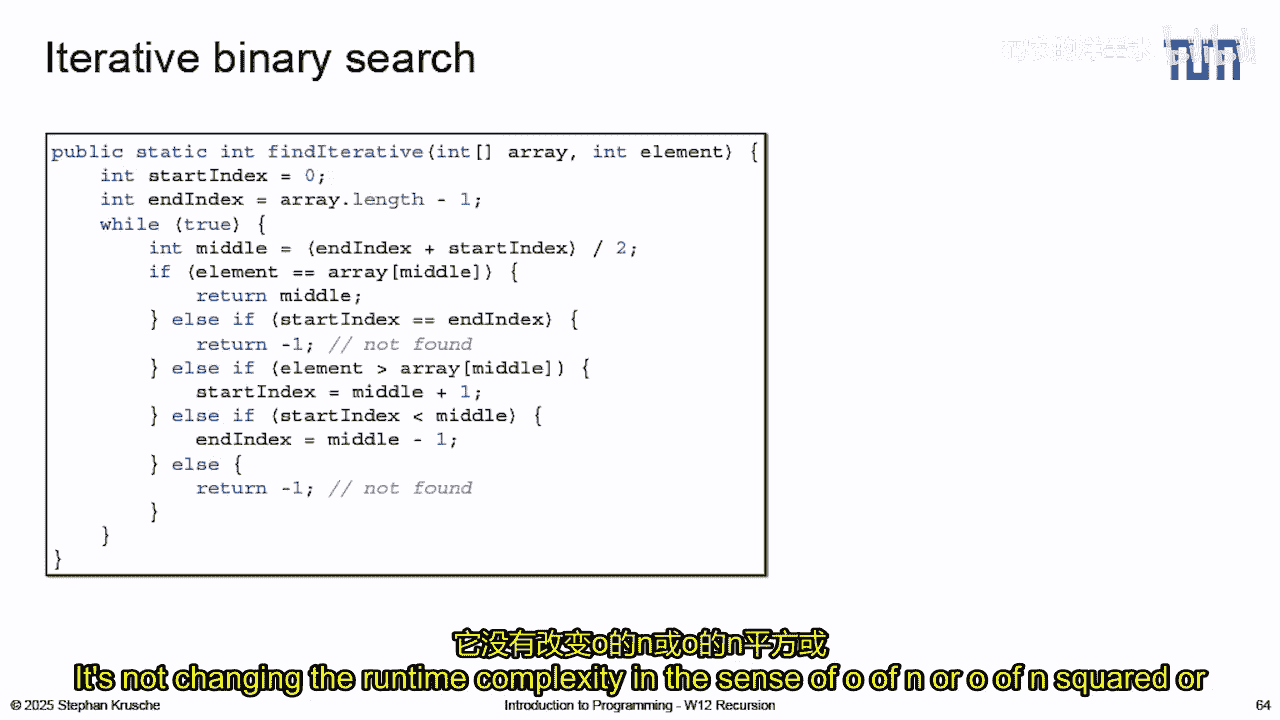 Iterative binary search
public static int findIterative(int[] array, int element) {
    int startIndex = 0;
    int endIndex = array.length - 1;
    while (true) {
        int middle = (endIndex + startIndex) / 2;
        if (element == array[middle]) {
            return middle;
        } else if (startIndex == endIndex) {
            return -1; // not found
        } else if (element > array[middle]) {
            startIndex = middle + 1;
        } else if (startIndex < middle) {
            endIndex = middle - 1;
        } else {
            return -1; // not found
        }
    }
}
它没有改变o的n或o的n平方或
It's not changing the runtime complexity in the sense of o of n or o of n squared or
© 2025 Stephan Krusche
Introduction to Programming - W12 Recursion
64